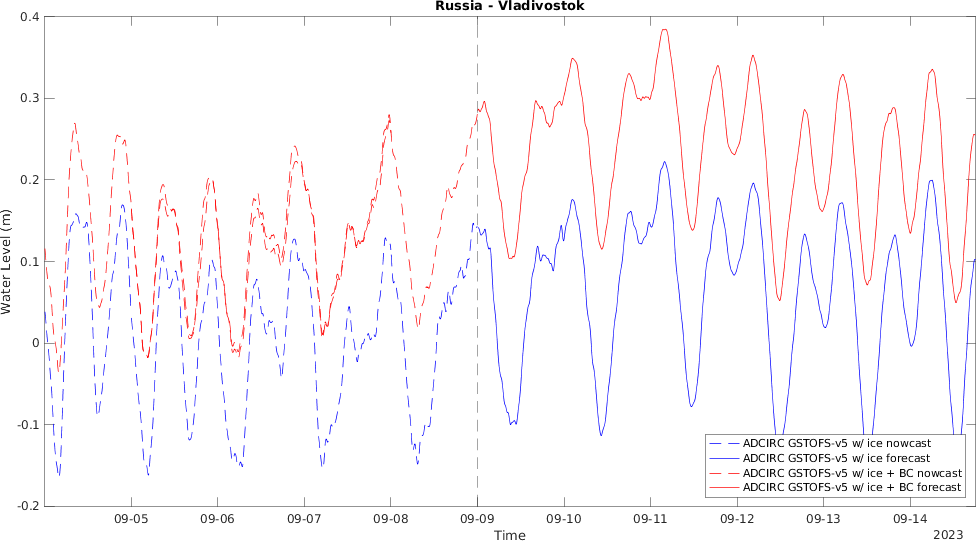 Russia - Vladivostok
Water Level (m)
0.4
0.3
0.2
0.1
0
-0.1
-0.2
ADCIRC GSTOFS-v5 w/ ice nowcast
ADCIRC GSTOFS-v5 w/ ice forecast
ADCIRC GSTOFS-v5 w/ ice + BC nowcast
ADCIRC GSTOFS-v5 w/ ice + BC forecast
09-05 09-06 09-07 09-08 09-09 09-10 09-11 09-12 09-13 09-14
Time
2023